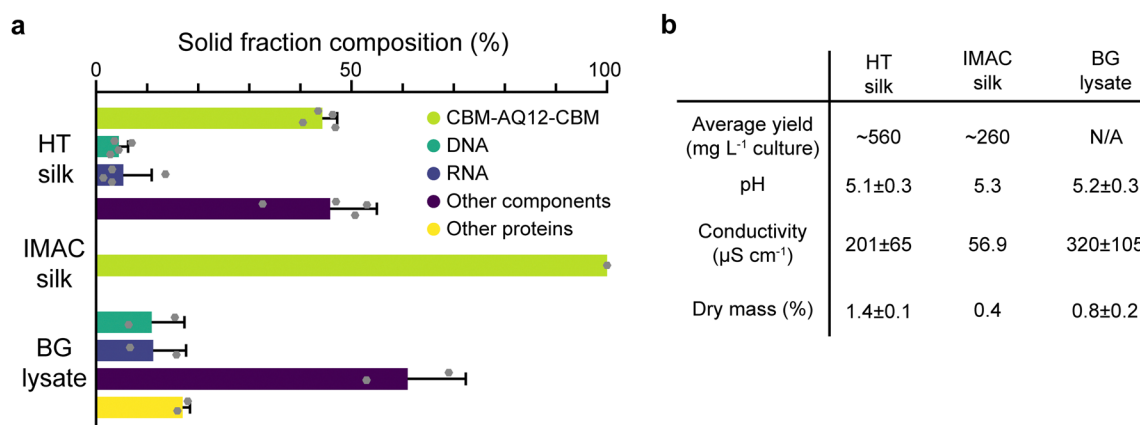 a
Solid fraction composition (%)
0
50
100
HT
silk
IMAC
silk
BG
lysate
CBM-AQ12-CBM
DNA
RNA
Other components
Other proteins
b
HT
silk
IMAC
silk
BG
lysate
Average yield
(mg L⁻¹ culture)
~560
~260
N/A
pH
5.1±0.3
5.3
5.2±0.3
Conductivity
(µS cm⁻¹)
201±65
56.9
320±105
Dry mass (%)
1.4±0.1
0.4
0.8±0.2